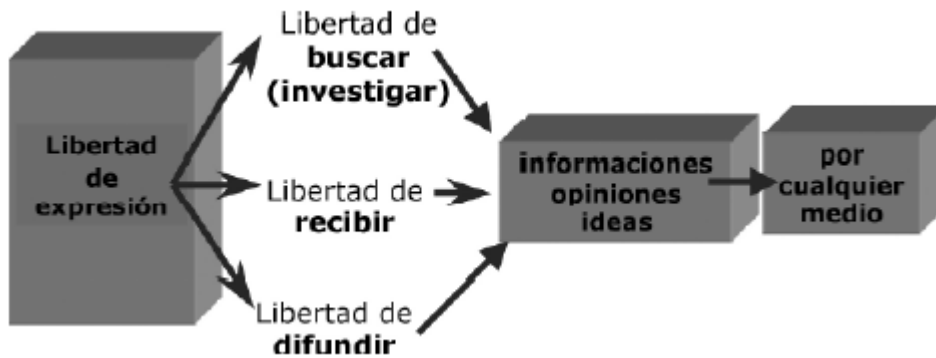 Libertad
de
expresión
Libertad de
buscar
(investigar)
Libertad de
recibir
Libertad de
difundir
informaciones
opiniones
ideas
por
cualquier
medio